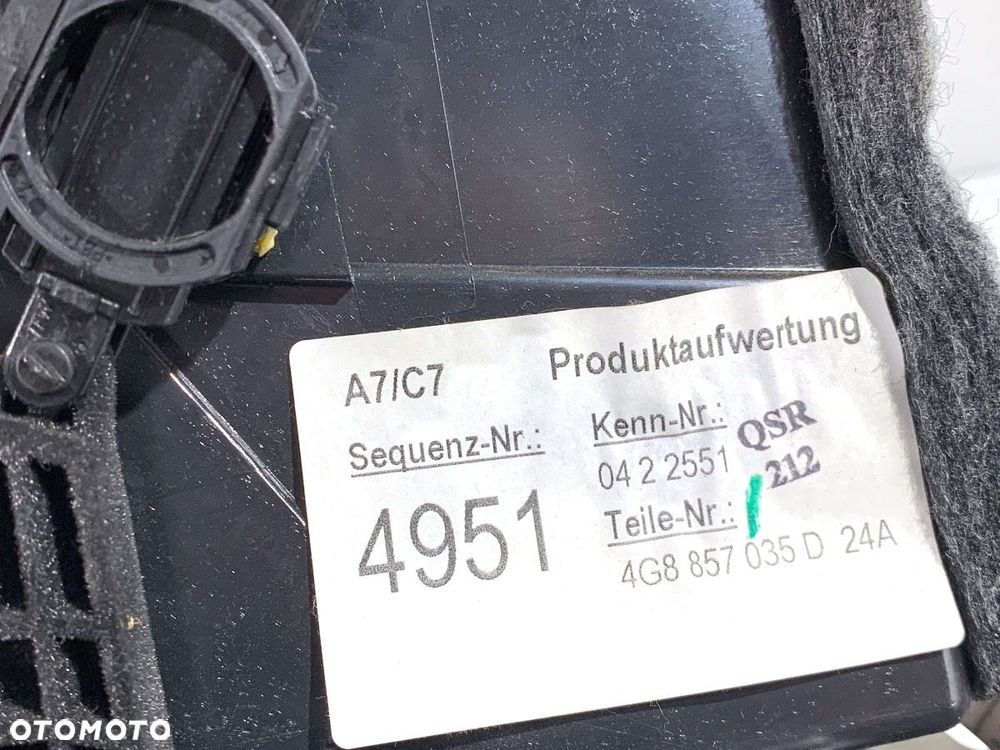 A7/C7
Produktaufwertung
Sequenz-Nr.:
4951
Kenn-Nr.:
04 2 2551
QSR
212
Teile-Nr.:
4G8 857 035 D 24A
OTOMOTO